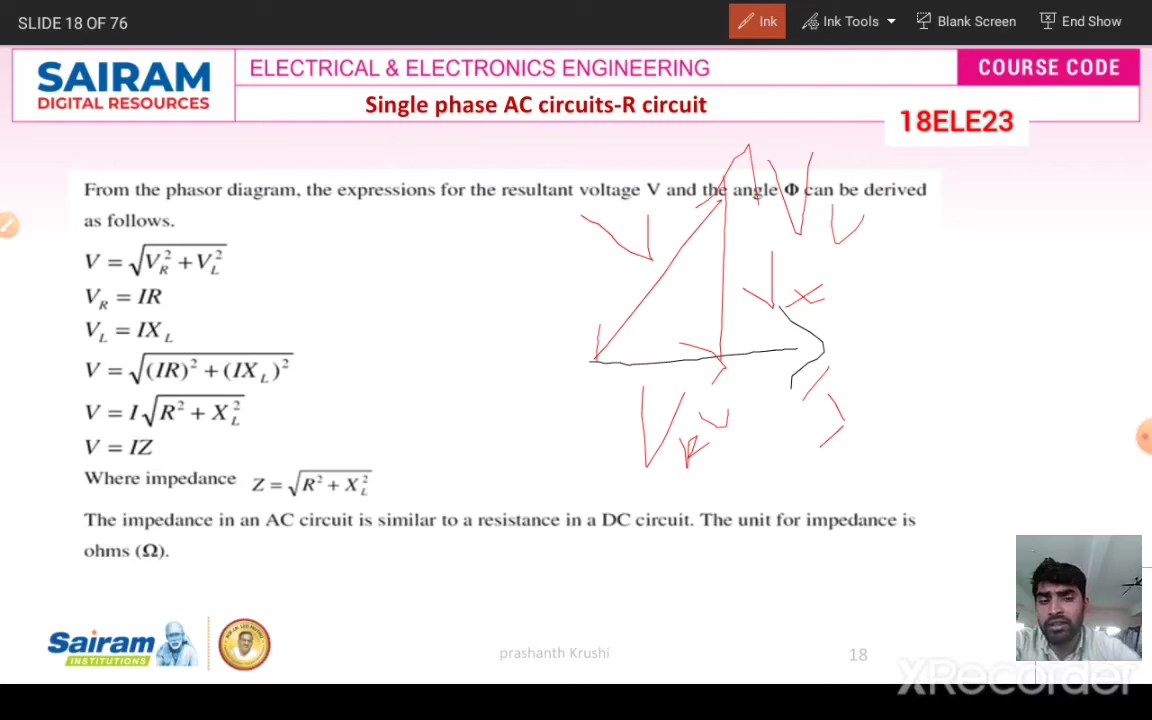 SLIDE 18 OF 76
Ink
Ink Tools
Blank Screen
End Show
SAIRAM
DIGITAL RESOURCES
ELECTRICAL & ELECTRONICS ENGINEERING
COURSE CODE
Single phase AC circuits-R circuit
18ELE23
From the phasor diagram, the expressions for the resultant voltage V and the angle Φ can be derived
as follows.
V = √(V_R² + V_L²)
V_R = IR
V_L = IX_L
V = √((IR)² + (IX_L)²)
V = I√(R² + X_L²)
V = IZ
Where impedance Z = √(R² + X_L²)
The impedance in an AC circuit is similar to a resistance in a DC circuit. The unit for impedance is
ohms (Ω).
V
V L
V R
Sairam
INSTITUTIONS
prashanth Krushi
18
XRecorder